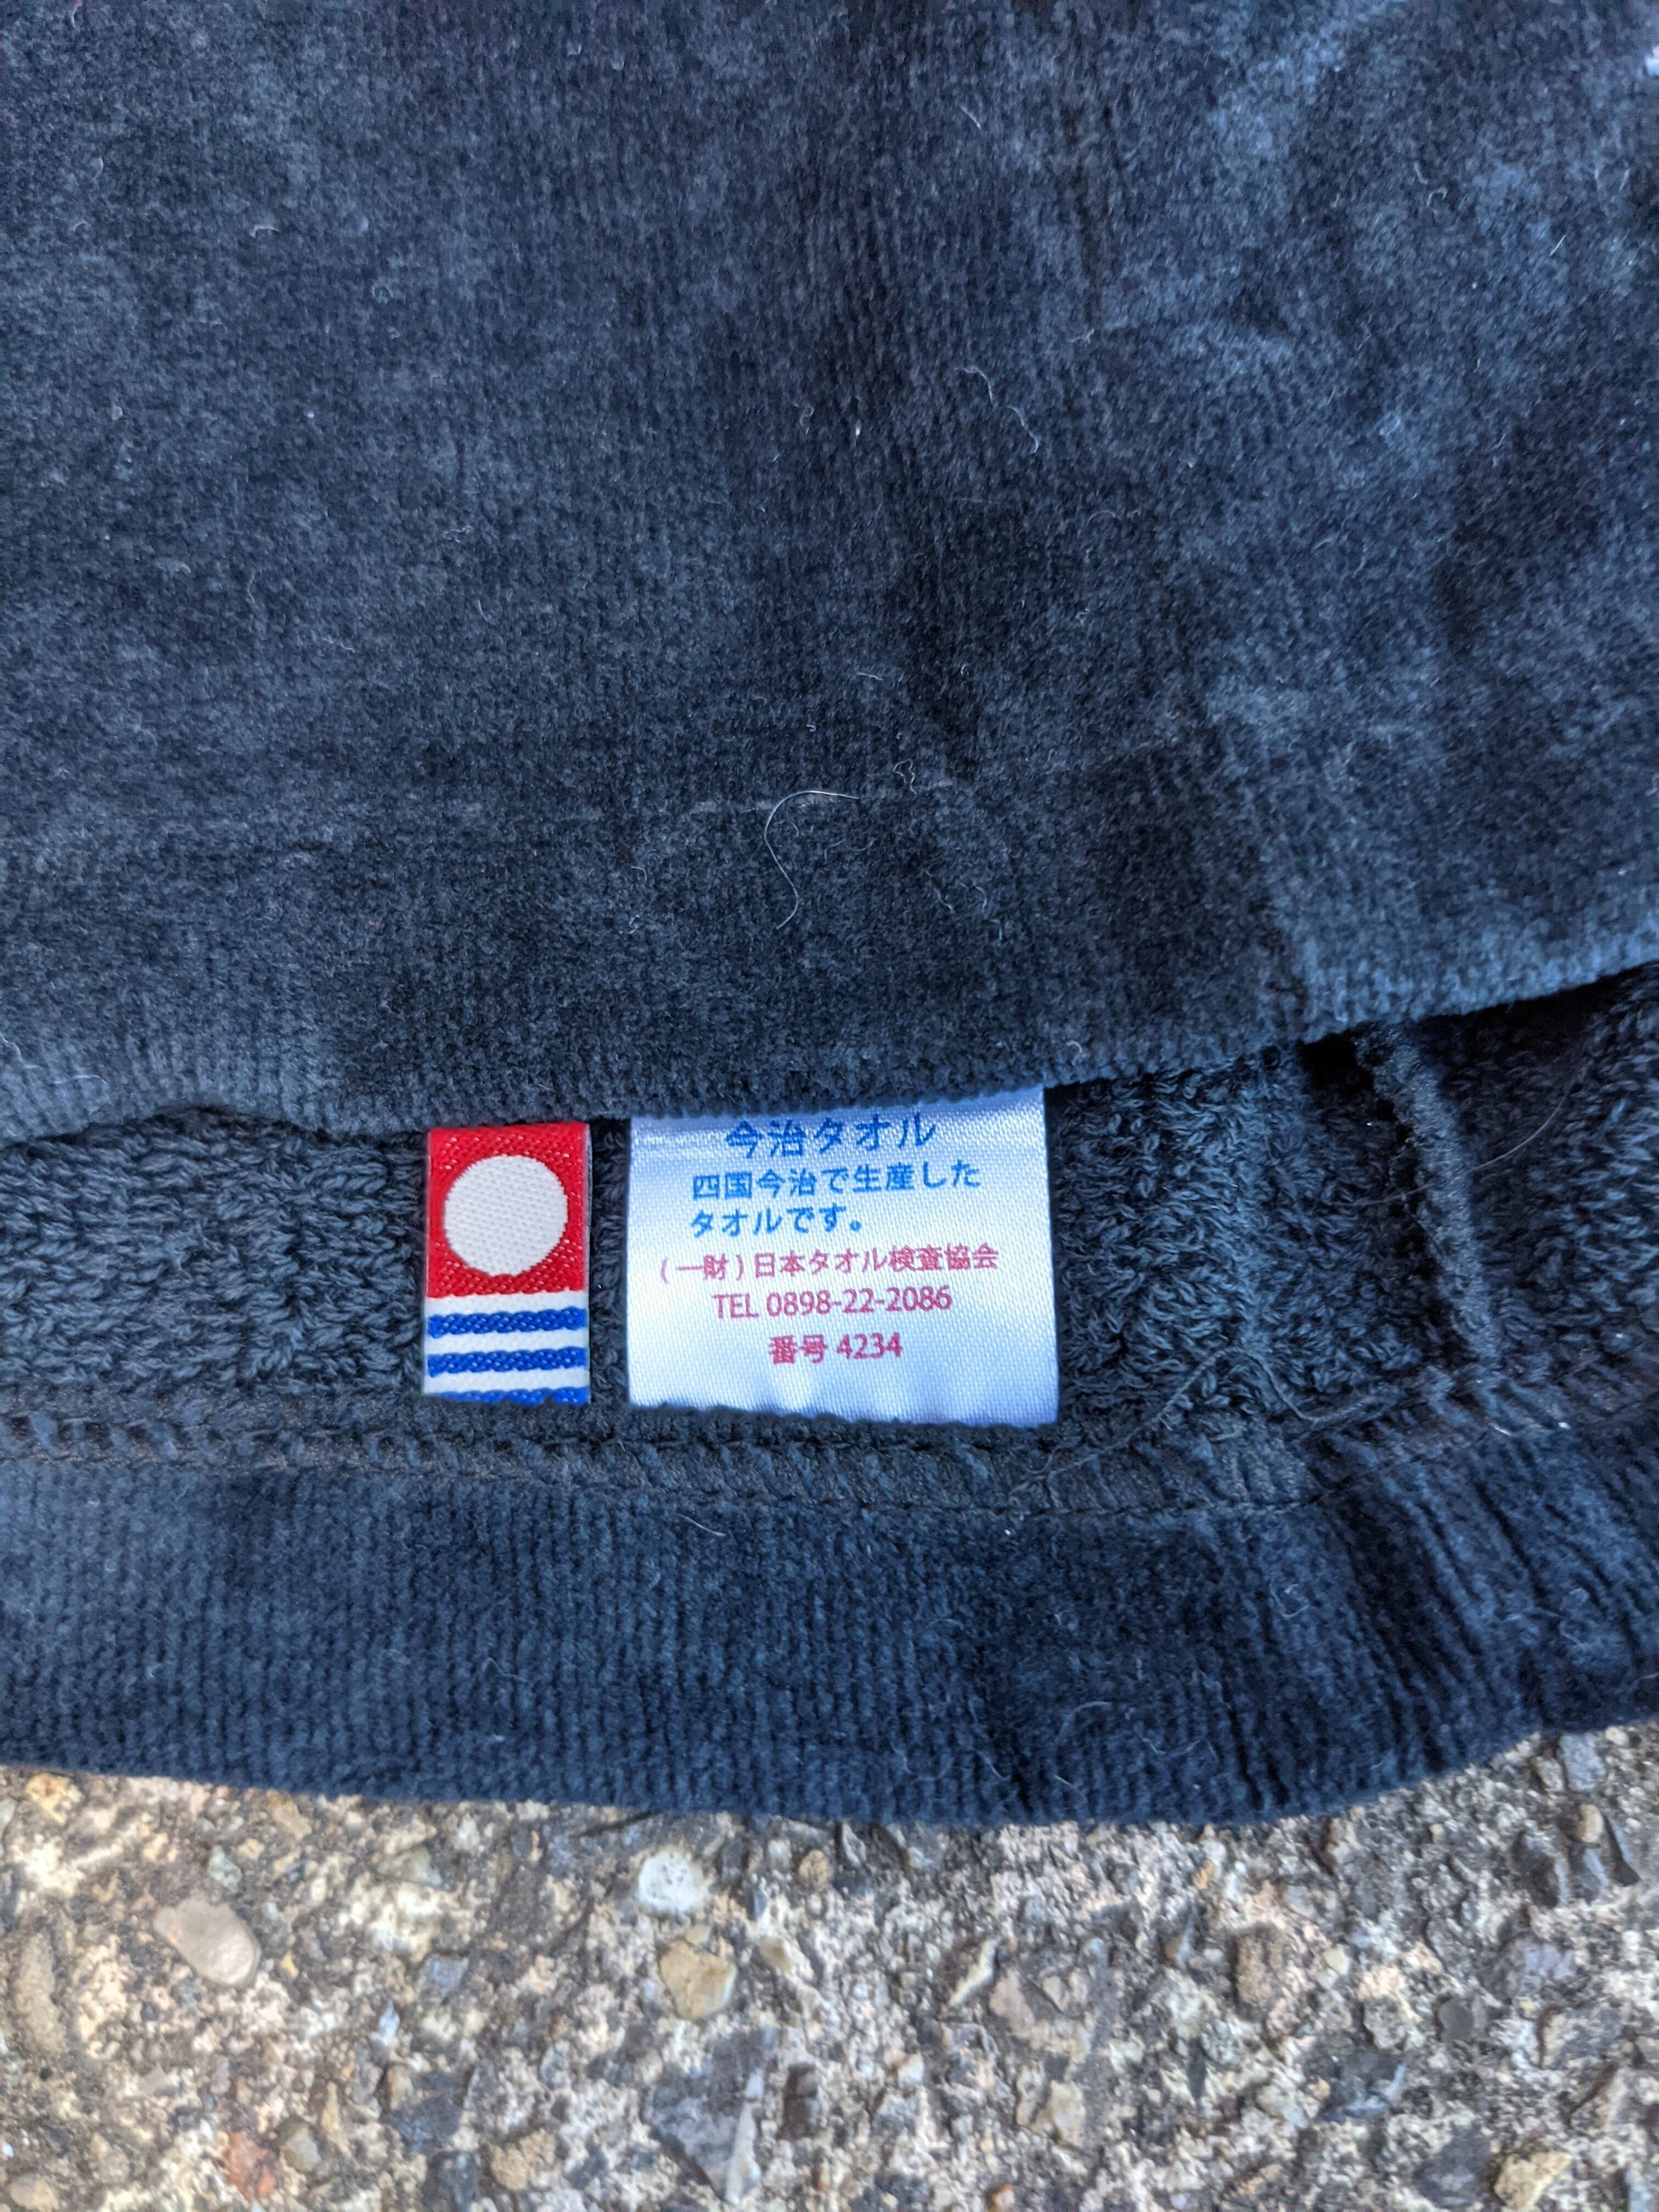 今治タオル
四国今治で生産した
タオルです。
(一財)日本タオル検査協会
TEL 0898-22-2086
番号 4234